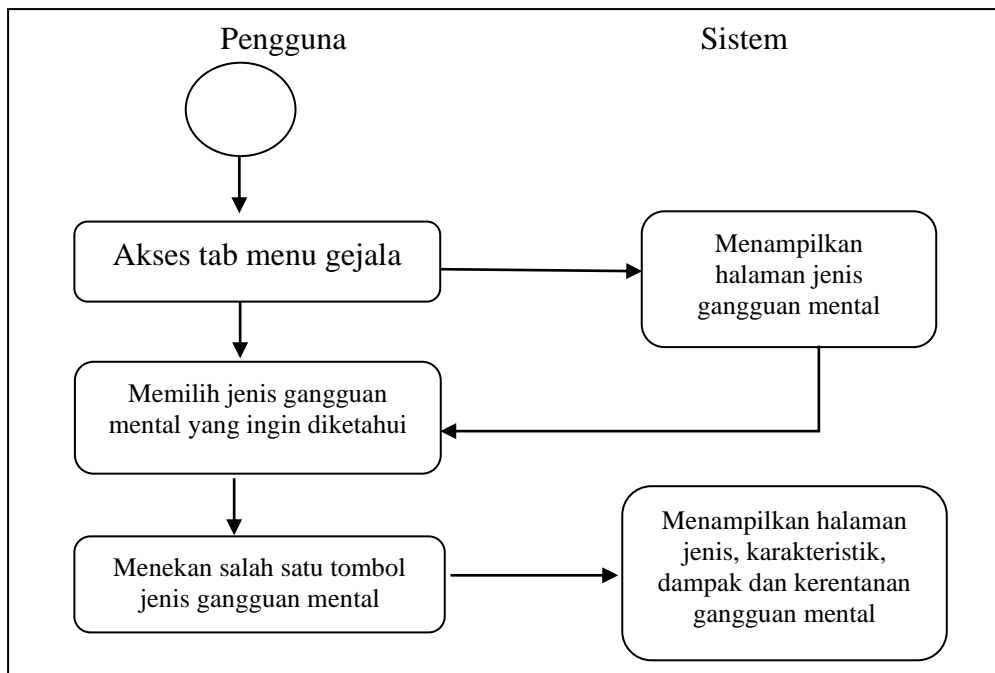 Pengguna
Sistem
Akses tab menu gejala
Menampilkan
halaman jenis
gangguan mental
Memilih jenis gangguan
mental yang ingin diketahui
Menekan salah satu tombol
jenis gangguan mental
Menampilkan halaman
jenis, karakteristik,
dampak dan kerentanan
gangguan mental